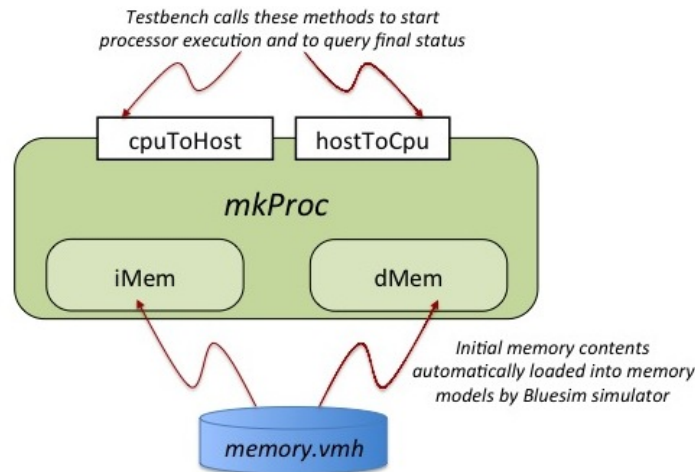 Testbench calls these methods to start
processor execution and to query final status
cpuToHost
hostToCpu
mkProc
iMem
dMem
Initial memory contents
automatically loaded into memory
models by Bluesim simulator
memory.vmh